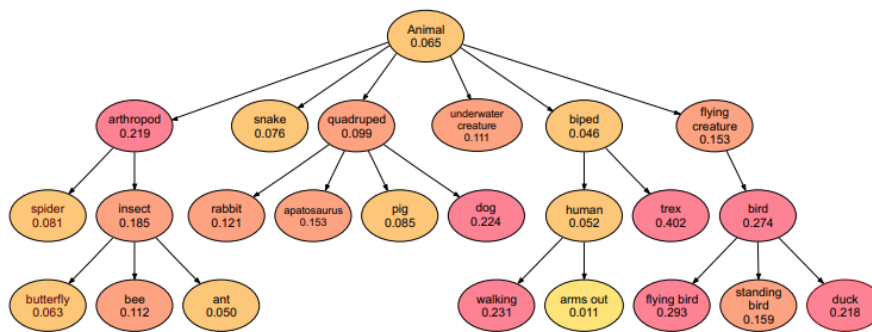 Animal
0.065
arthropod
0.219
snake
0.076
quadruped
0.099
underwater
creature
0.111
biped
0.046
flying
creature
0.153
spider
0.081
insect
0.185
rabbit
0.121
apatosaurus
0.153
pig
0.085
dog
0.224
human
0.052
trex
0.402
bird
0.274
butterfly
0.063
bee
0.112
ant
0.050
walking
0.231
arms out
0.011
flying bird
0.293
standing
bird
0.159
duck
0.218